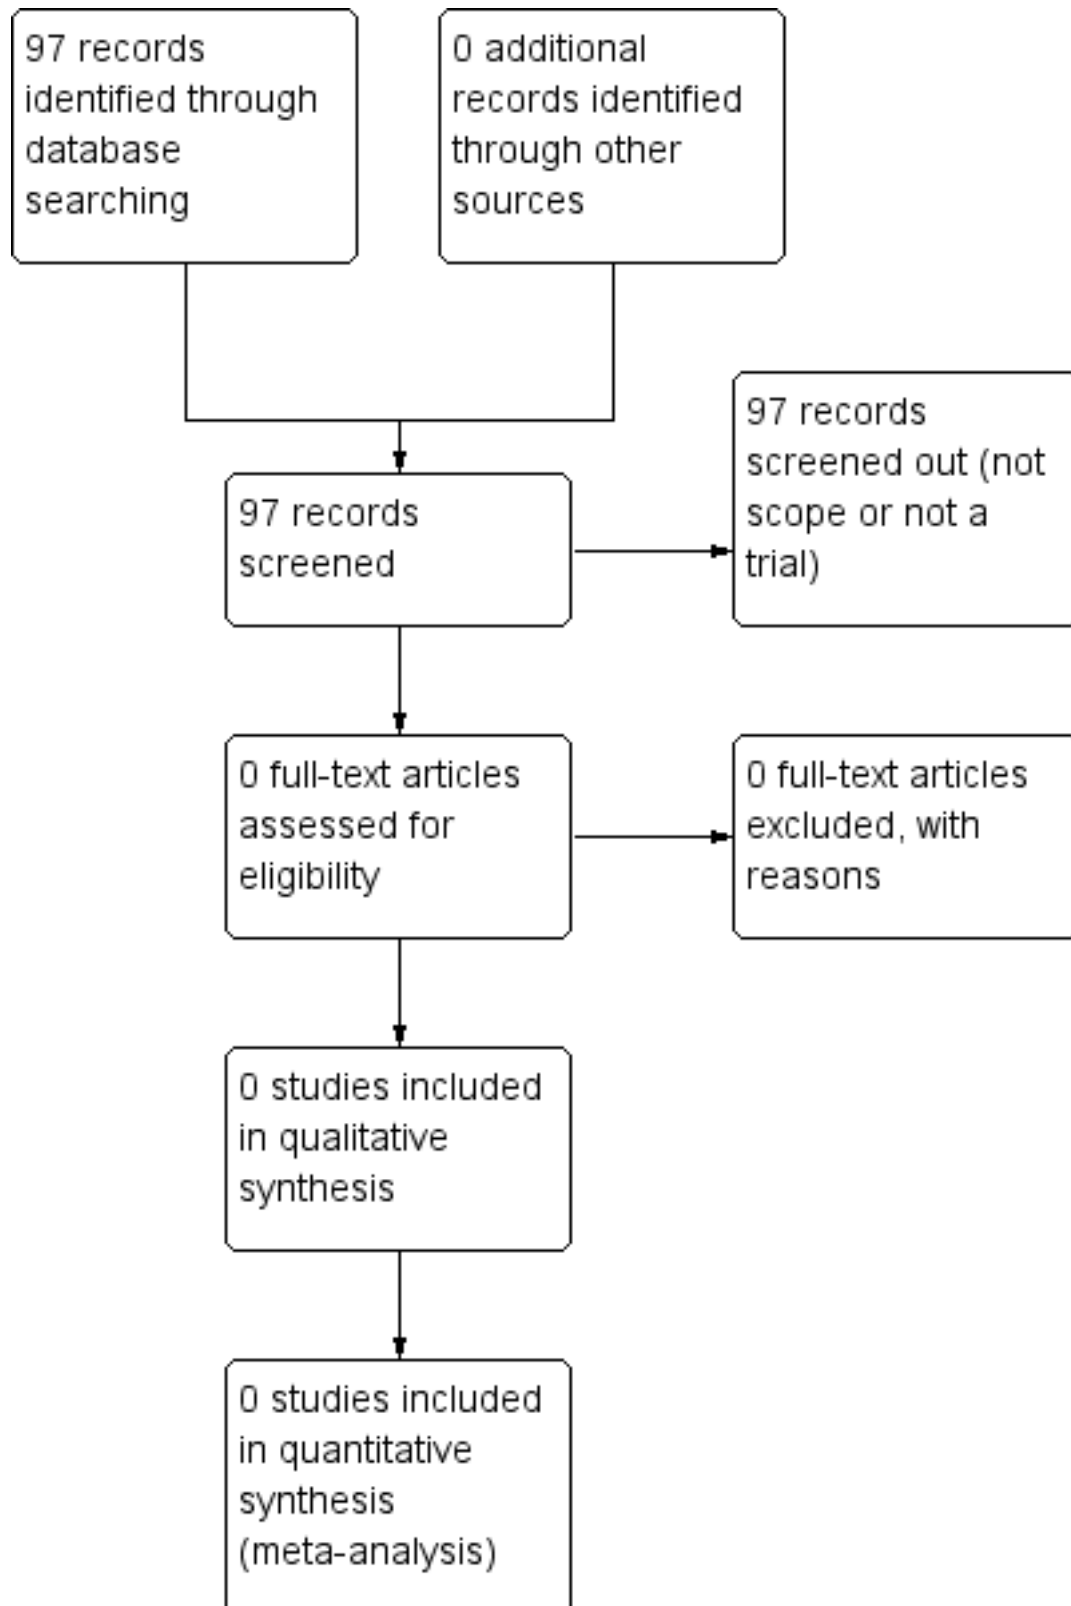 97 records
identified through
database
searching
0 additional
records identified
through other
sources
97 records
screened
97 records
screened out (not
scope or not a
trial)
0 full-text articles
assessed for
eligibility
0 full-text articles
excluded, with
reasons
0 studies included
in qualitative
synthesis
0 studies included
in quantitative
synthesis
(meta-analysis)